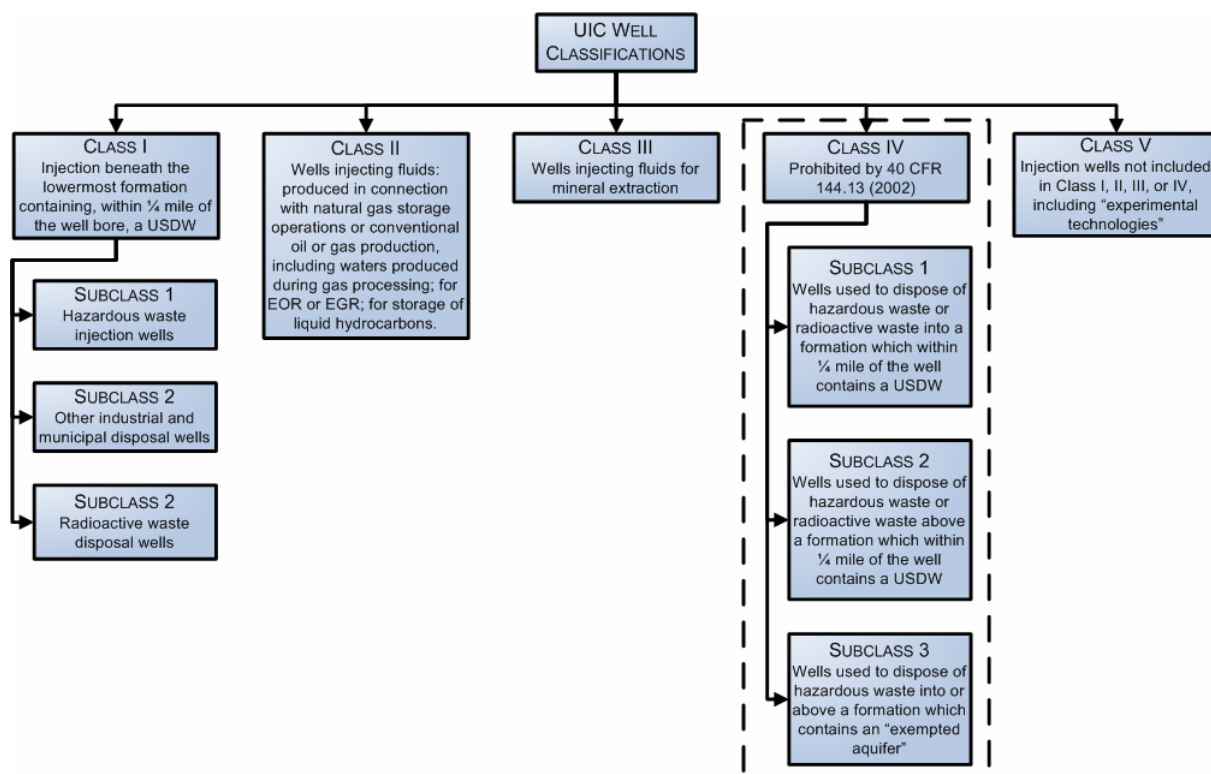 UIC WELL
CLASSIFICATIONS
CLASS I
Injection beneath the
lowermost formation
containing, within ¼ mile
of the well bore, a USDW
SUBCLASS 1
Hazardous waste
injection wells
SUBCLASS 2
Other industrial and
municipal disposal wells
SUBCLASS 2
Radioactive waste
disposal wells
CLASS II
Wells injecting fluids:
produced in connection
with natural gas storage
operations or conventional
oil or gas production,
including waters produced
during gas processing; for
EOR or EGR; for storage of
liquid hydrocarbons.
CLASS III
Wells injecting fluids for
mineral extraction
CLASS IV
Prohibited by 40 CFR
144.13 (2002)
SUBCLASS 1
Wells used to dispose of
hazardous waste or
radioactive waste into a
formation which within
¼ mile of the well
contains a USDW
SUBCLASS 2
Wells used to dispose of
hazardous waste or
radioactive waste above
a formation which within
¼ mile of the well
contains a USDW
SUBCLASS 3
Wells used to dispose of
hazardous waste into or
above a formation which
contains an “exempted
aquifer”
CLASS V
Injection wells not included
in Class I, II, III, or IV,
including “experimental
technologies”